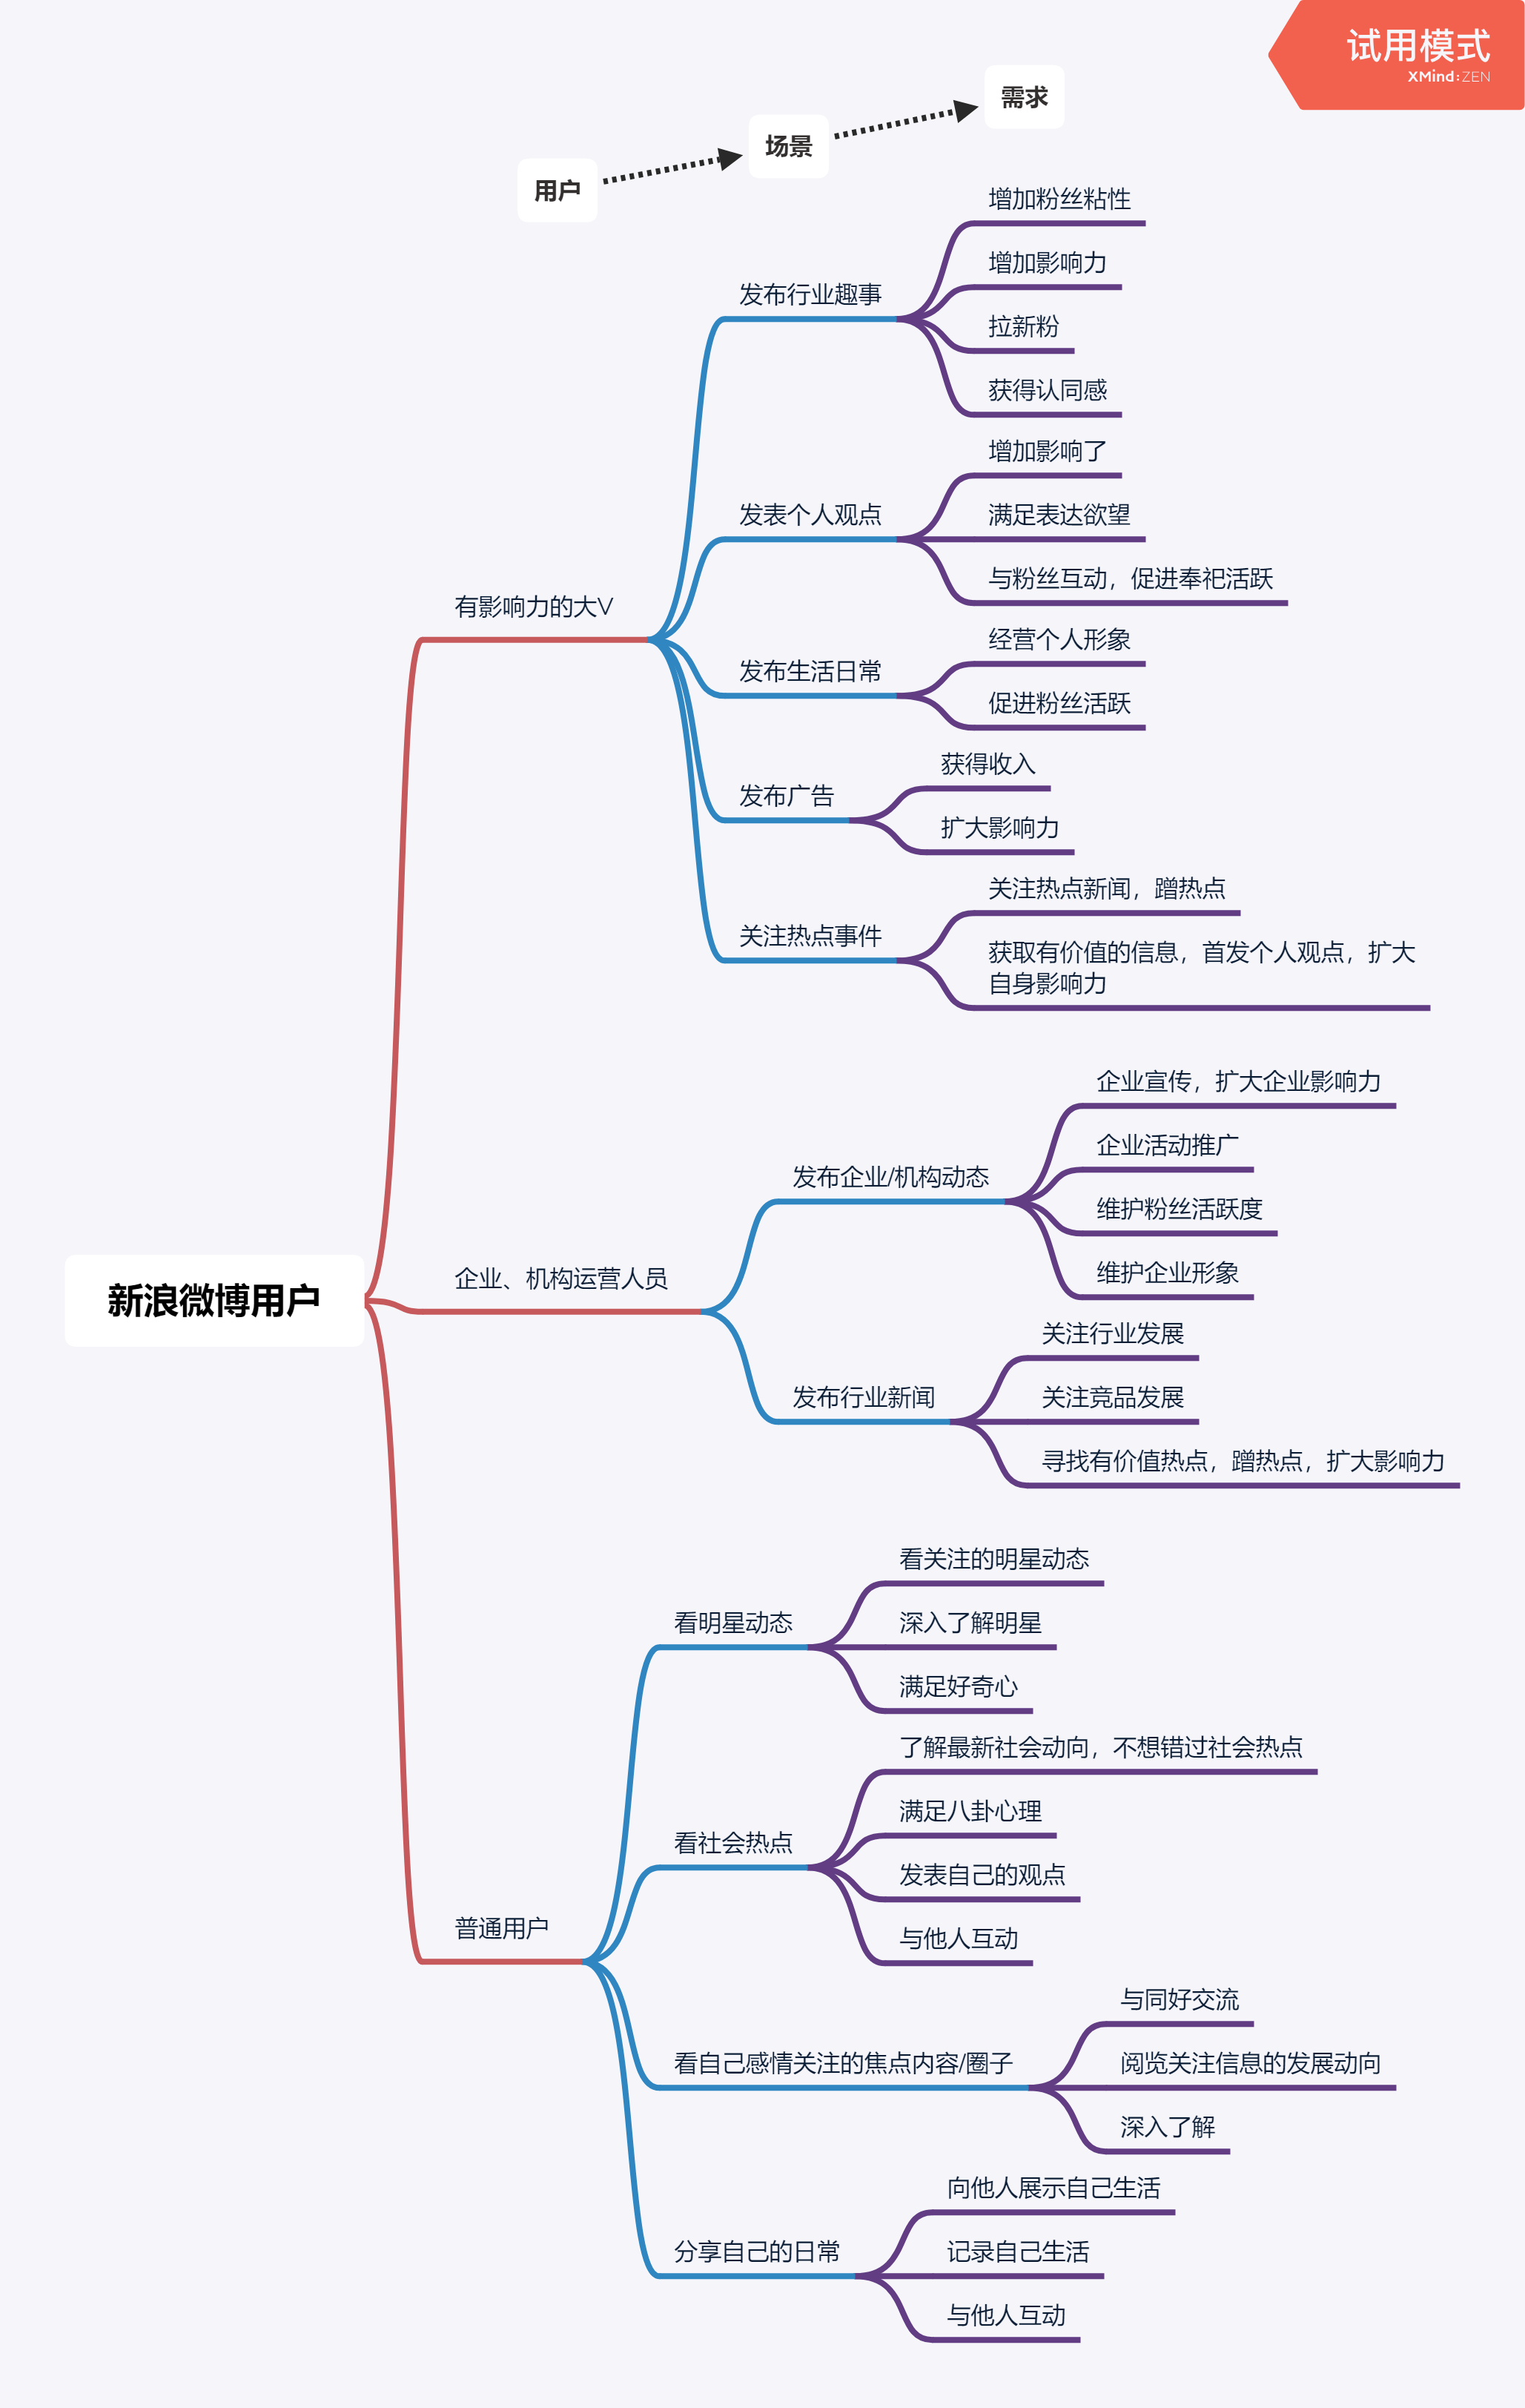 试用模式
XMind:ZEN
需求
场景
用户
增加粉丝粘性
增加影响力
发布行业趣事
拉新粉
获得认同感
增加影响了
发表个人观点
满足表达欲望
与粉丝互动，促进奉祀活跃
有影响力的大V
经营个人形象
发布生活日常
促进粉丝活跃
获得收入
发布广告
扩大影响力
关注热点新闻，蹭热点
关注热点事件
获取有价值的信息，首发个人观点，扩大
自身影响力
企业宣传，扩大企业影响力
企业活动推广
发布企业/机构动态
维护粉丝活跃度
维护企业形象
新浪微博用户
企业、机构运营人员
关注行业发展
发布行业新闻
关注竞品发展
寻找有价值热点，蹭热点，扩大影响力
看关注的明星动态
看明星动态
深入了解明星
满足好奇心
了解最新社会动向，不想错过社会热点
满足八卦心理
看社会热点
发表自己的观点
与他人互动
普通用户
与同好交流
看自己感情关注的焦点内容/圈子
阅览关注信息的发展动向
深入了解
向他人展示自己生活
分享自己的日常
记录自己生活
与他人互动